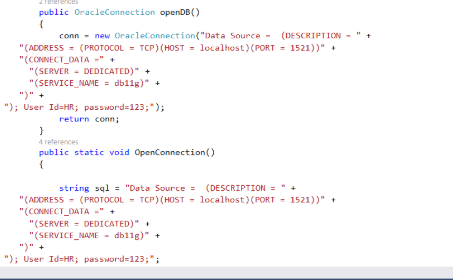 2 references
public OracleConnection openDB()
{
conn = new OracleConnection("Data Source =  (DESCRIPTION = " +
"(ADDRESS = (PROTOCOL = TCP)(HOST = localhost)(PORT = 1521))" +
"(CONNECT_DATA =" +
"(SERVER = DEDICATED)" +
"(SERVICE_NAME = db11g)" +
")" +
"); User Id=HR; password=123;");
return conn;
}
4 references
public static void OpenConnection()
{
string sql = "Data Source =  (DESCRIPTION = " +
"(ADDRESS = (PROTOCOL = TCP)(HOST = localhost)(PORT = 1521))" +
"(CONNECT_DATA =" +
"(SERVER = DEDICATED)" +
"(SERVICE_NAME = db11g)" +
")" +
"); User Id=HR; password=123;";